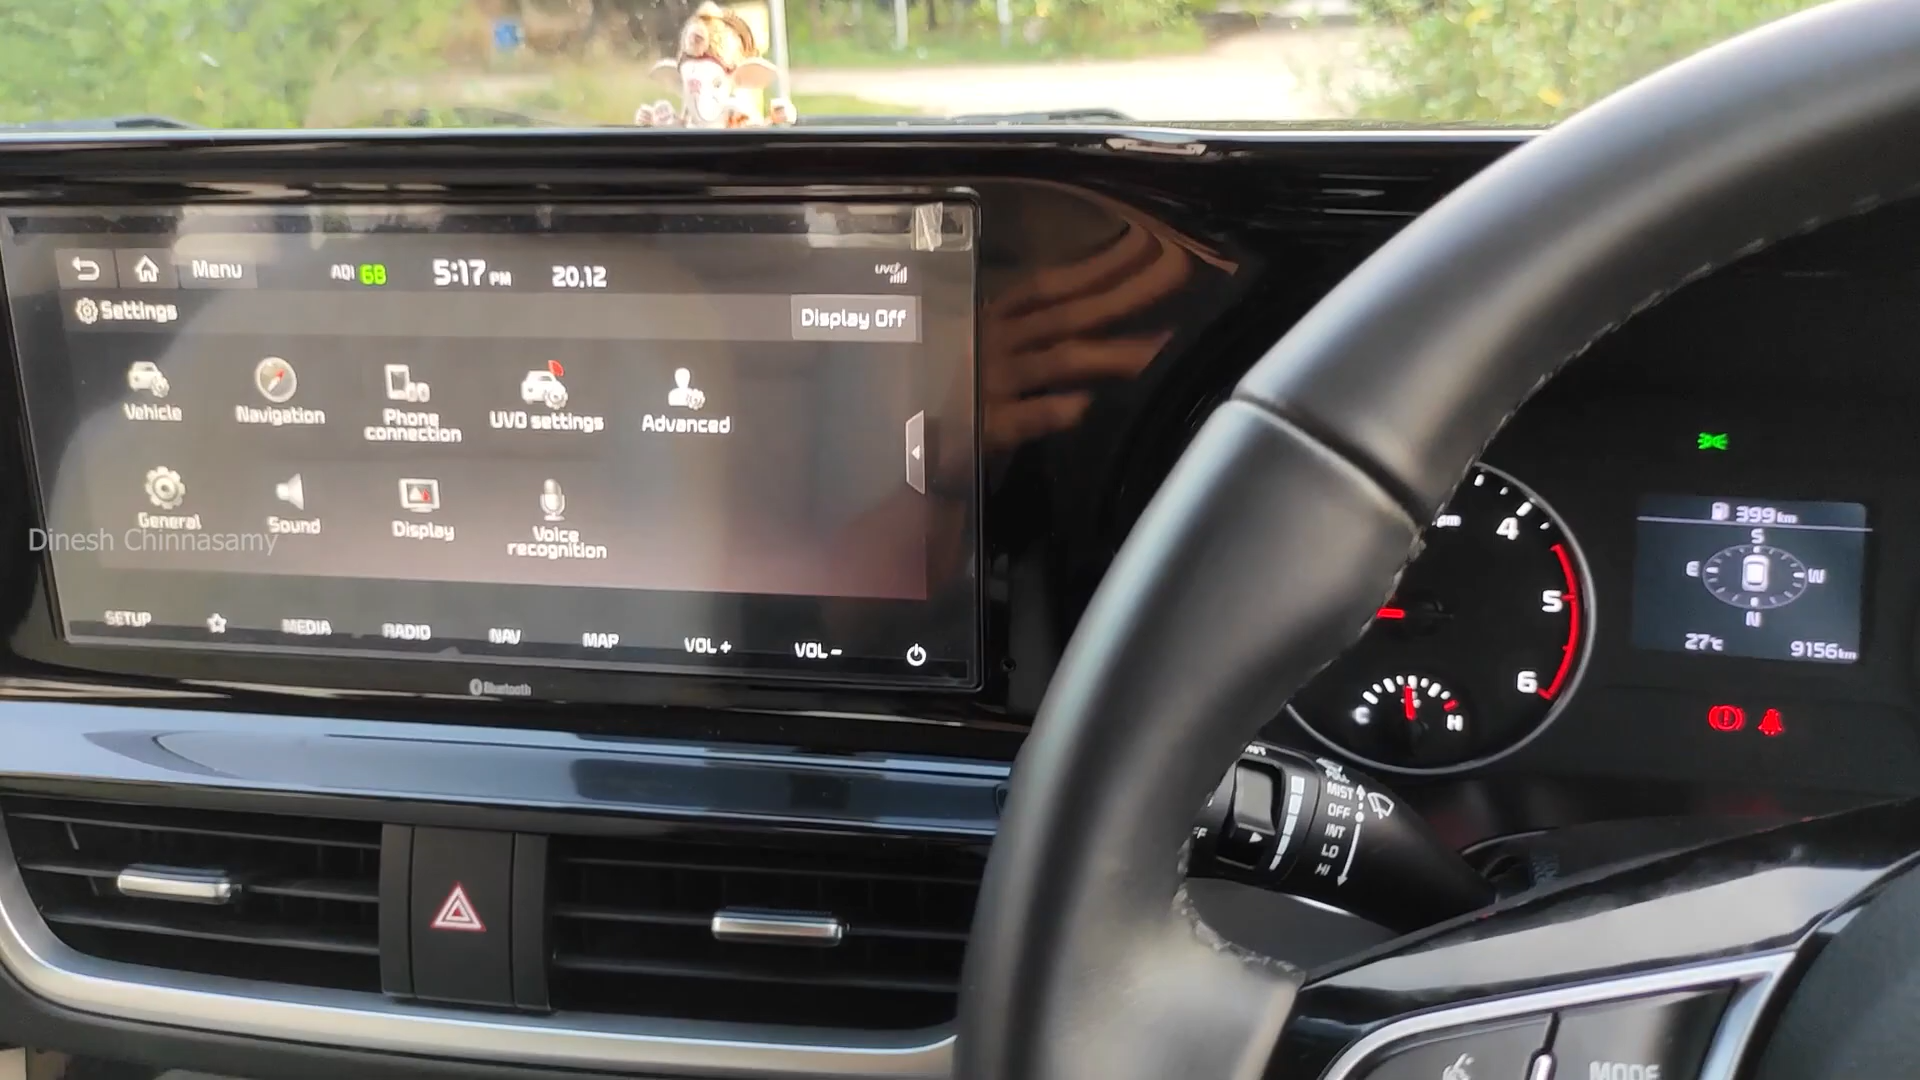 Menu
AQI 68
5:17 PM
20.12
UVO
Settings
Display Off
Vehicle
Navigation
Phone
connection
UVO settings
Advanced
General
Sound
Display
Voice
recognition
Dinesh Chinnasamy
SETUP
MEDIA
RADIO
NAV
MAP
VOL +
VOL -
Bluetooth
4
5
6
C
H
399 km
S
E
W
N
27°C
9156 km
MIST
OFF
INT
LO
HI
MODE